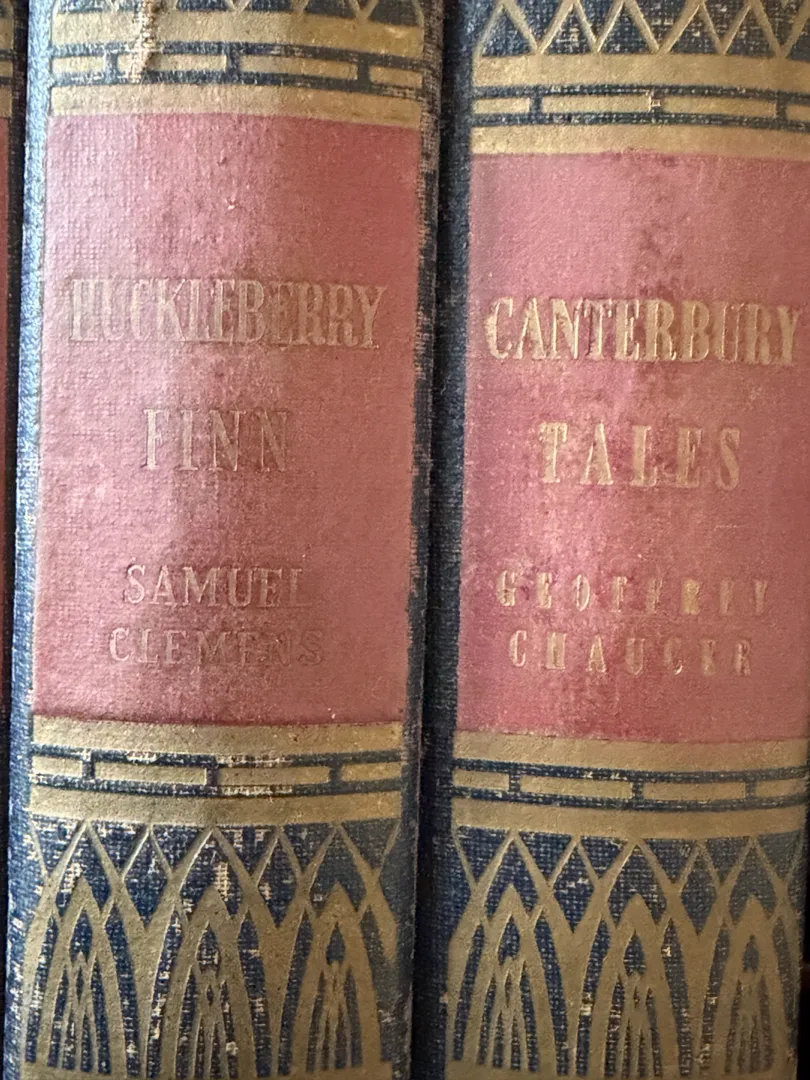 HUCKLEBERRY
FINN
SAMUEL
CLEMENS
CANTERBURY
TALES
GEOFFREY
CHAUCER